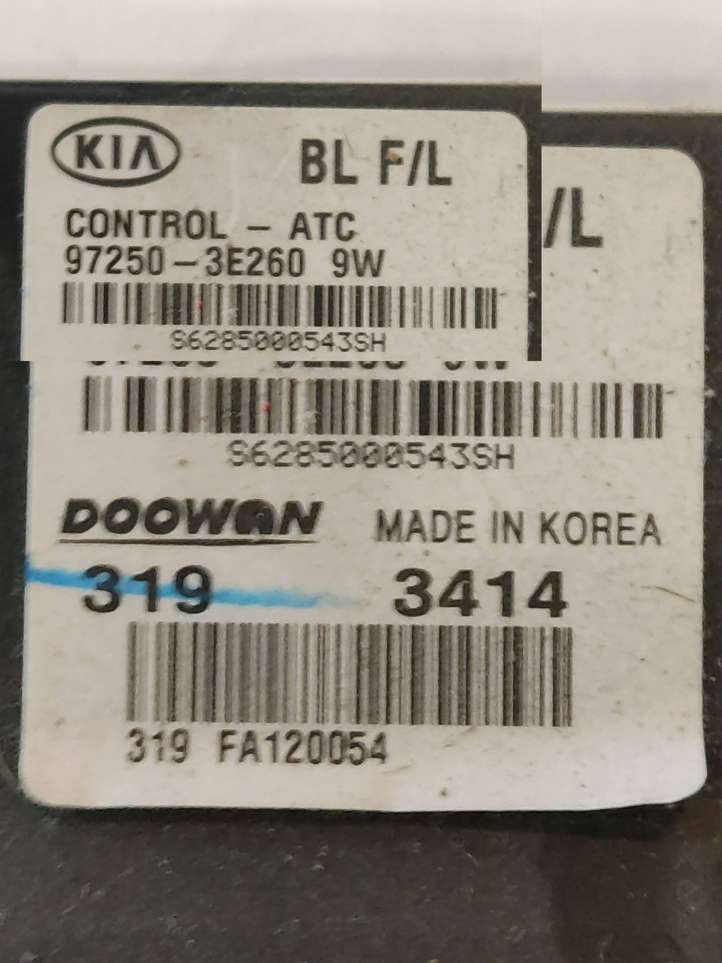 KIA BL F/L
/L
CONTROL - ATC
97250-3E260 9W
S6285000543SH
S6285000543SH
DOOWON MADE IN KOREA
319 3414
319 FA120054